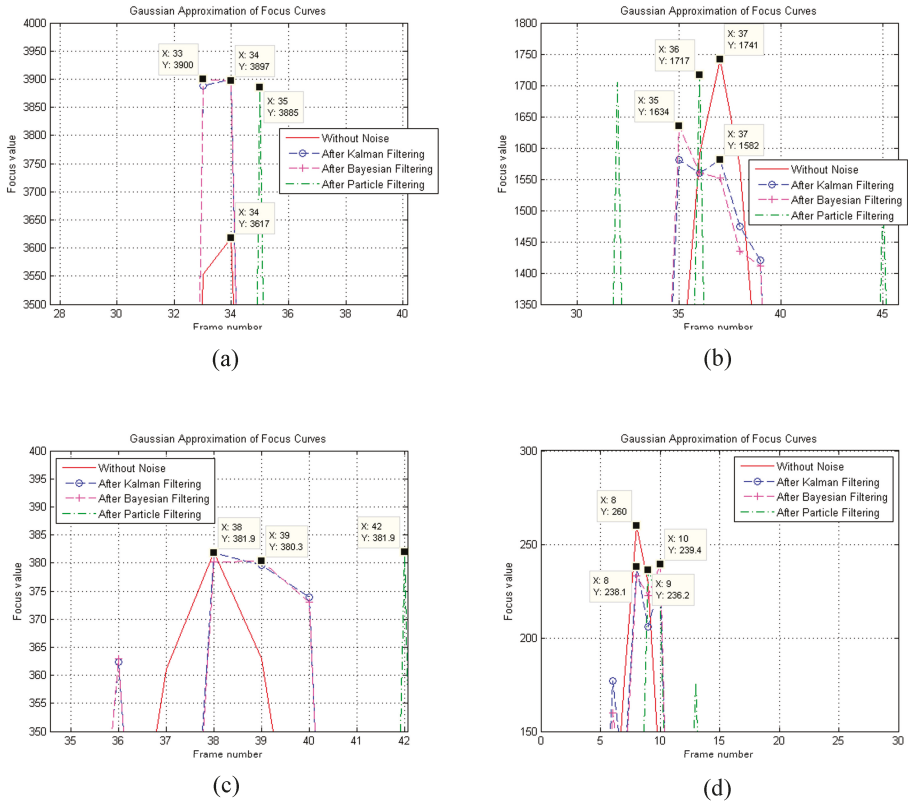 Gaussian Approximation of Focus Curves
4000
3950
3900
3850
3800
3750
3700
3650
3600
3550
3500
Focus value
X: 33
Y: 3900
X: 34
Y: 3897
X: 35
Y: 3885
X: 34
Y: 3617
Without Noise
After Kalman Filtering
After Bayesian Filtering
After Particle Filtering
28 30 32 34 36 38 40
Frame number
(a)
Gaussian Approximation of Focus Curves
1800
1750
1700
1650
1600
1550
1500
1450
1400
1350
Focus value
X: 37
Y: 1741
X: 36
Y: 1717
X: 35
Y: 1634
X: 37
Y: 1582
Without Noise
After Kalman Filtering
After Bayesian Filtering
After Particle Filtering
30 35 40 45
Frame number
(b)
Gaussian Approximation of Focus Curves
400
395
390
385
380
375
370
365
360
355
350
Focus value
Without Noise
After Kalman Filtering
After Bayesian Filtering
After Particle Filtering
X: 38
Y: 381.9
X: 39
Y: 380.3
X: 42
Y: 381.9
35 36 37 38 39 40 41 42
Frame number
(c)
Gaussian Approximation of Focus Curves
300
250
200
150
Focus value
Without Noise
After Kalman Filtering
After Bayesian Filtering
After Particle Filtering
X: 8
Y: 260
X: 10
Y: 239.4
X: 8
Y: 238.1
X: 9
Y: 236.2
0 5 10 15 20 25 30
Frame number
(d)